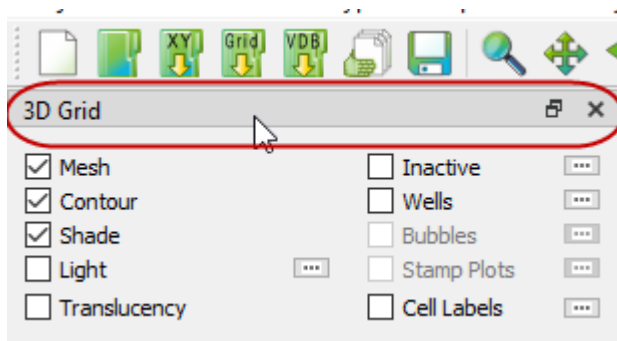 XY Grid VDB
3D Grid
Mesh Inactive
Contour Wells
Shade Bubbles
Light Stamp Plots
Translucency Cell Labels